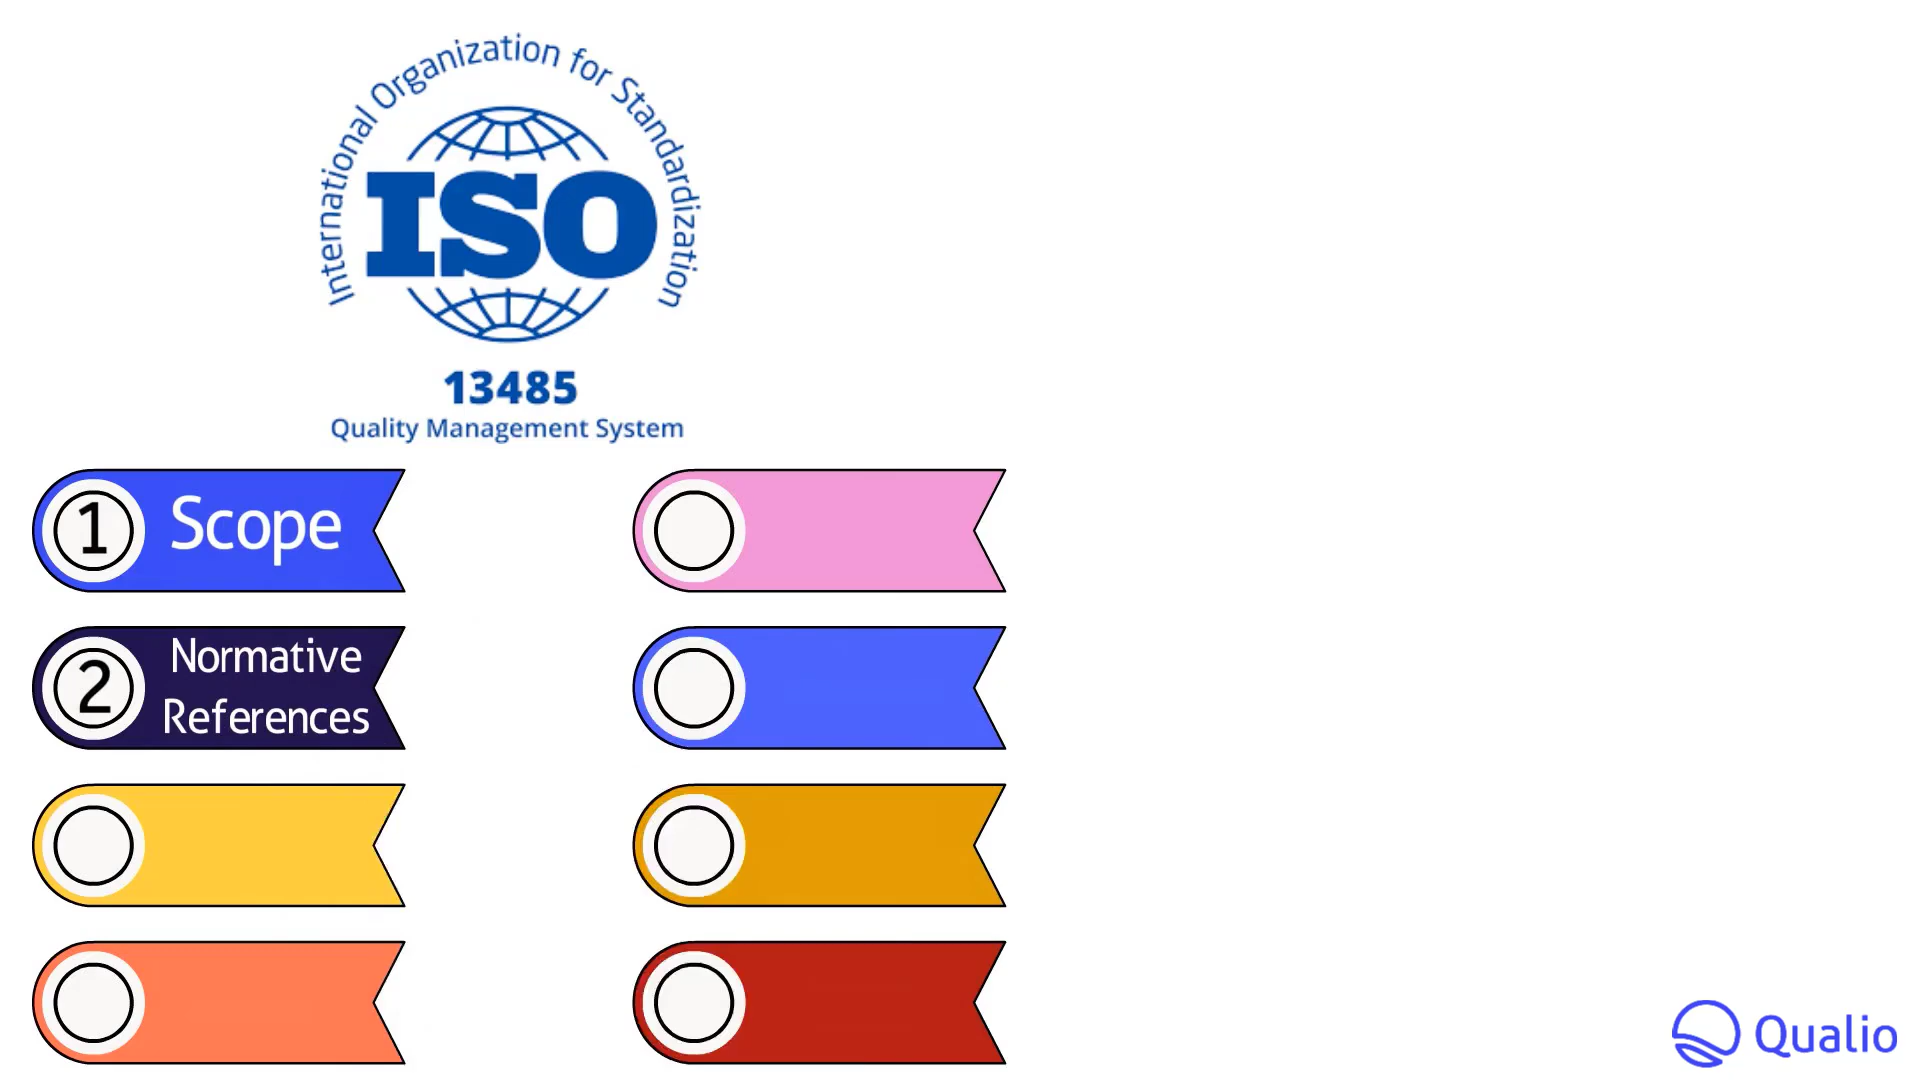 International Organization for Standardization
ISO
13485
Quality Management System
1 Scope
2 Normative
References
Qualio